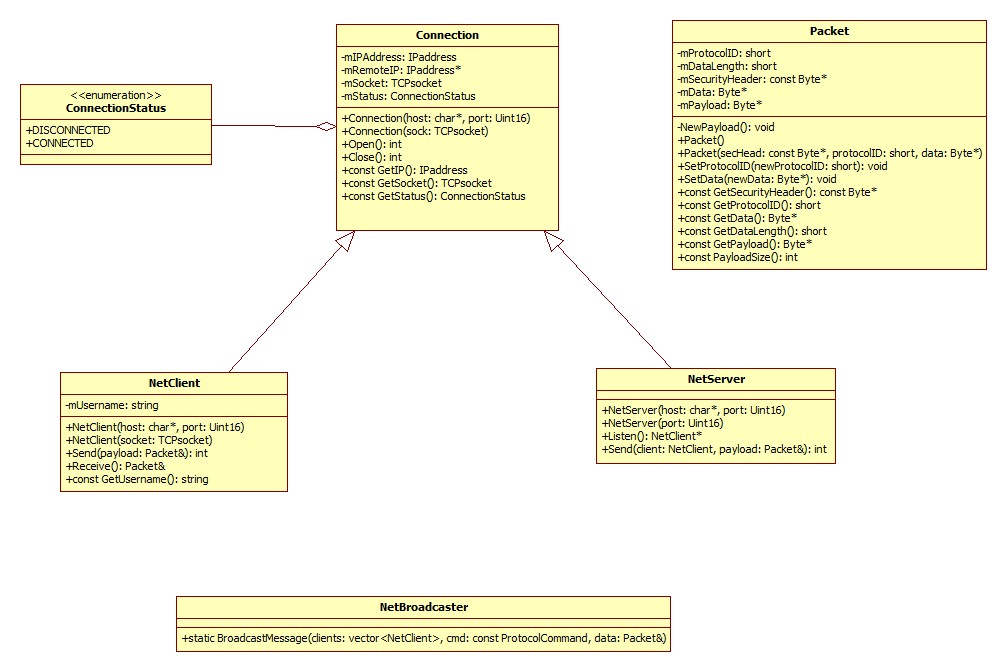 <<enumeration>>
ConnectionStatus
+DISCONNECTED
+CONNECTED
Connection
-mIPAddress: IPaddress
-mRemoteIP: IPaddress*
-mSocket: TCPsocket
-mStatus: ConnectionStatus
+Connection(host: char*, port: Uint16)
+Connection(sock: TCPsocket)
+Open(): int
+Close(): int
+const GetIP(): IPaddress
+const GetSocket(): TCPsocket
+const GetStatus(): ConnectionStatus
Packet
-mProtocolID: short
-mDataLength: short
-mSecurityHeader: const Byte*
-mData: Byte*
-mPayload: Byte*
-NewPayload(): void
+Packet()
+Packet(secHead: const Byte*, protocolID: short, data: Byte*)
+SetProtocolID(newProtocolID: short): void
+SetData(newData: Byte*): void
+const GetSecurityHeader(): const Byte*
+const GetProtocolID(): short
+const GetData(): Byte*
+const GetDataLength(): short
+const GetPayload(): Byte*
+const PayloadSize(): int
NetClient
-mUsername: string
+NetClient(host: char*, port: Uint16)
+NetClient(socket: TCPsocket)
+Send(payload: Packet&): int
+Receive(): Packet&
+const GetUsername(): string
NetServer
+NetServer(host: char*, port: Uint16)
+NetServer(port: Uint16)
+Listen(): NetClient*
+Send(client: NetClient, payload: Packet&): int
NetBroadcaster
+static BroadcastMessage(clients: vector<NetClient>, cmd: const ProtocolCommand, data: Packet&)